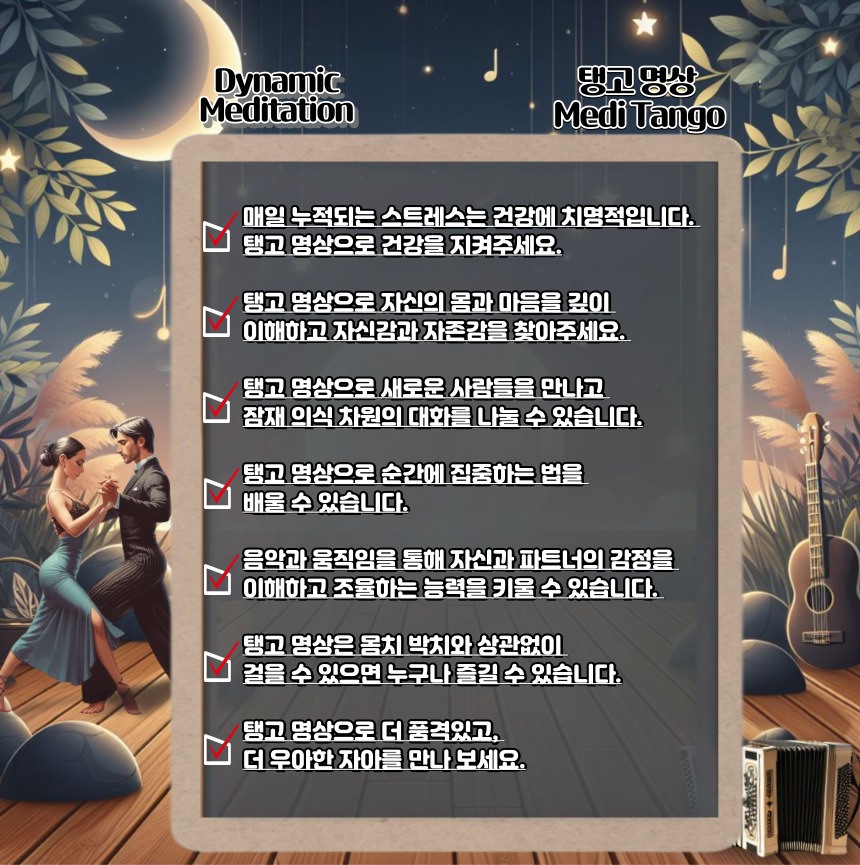 Dynamic
Meditation
탱고 명상
Medi Tango
매일 누적되는 스트레스는 건강에 치명적입니다.
탱고 명상으로 건강을 지켜주세요.
탱고 명상으로 자신의 몸과 마음을 깊이
이해하고 자신감과 자존감을 찾아주세요.
탱고 명상으로 새로운 사람들을 만나고
잠재 의식 차원의 대화를 나눌 수 있습니다.
탱고 명상으로 순간에 집중하는 법을
배울 수 있습니다.
음악과 움직임을 통해 자신과 파트너의 감정을
이해하고 조율하는 능력을 키울 수 있습니다.
탱고 명상은 몸치 박치와 상관없이
걸을 수 있으면 누구나 즐길 수 있습니다.
탱고 명상으로 더 품격있고,
더 우아한 자아를 만나 보세요.